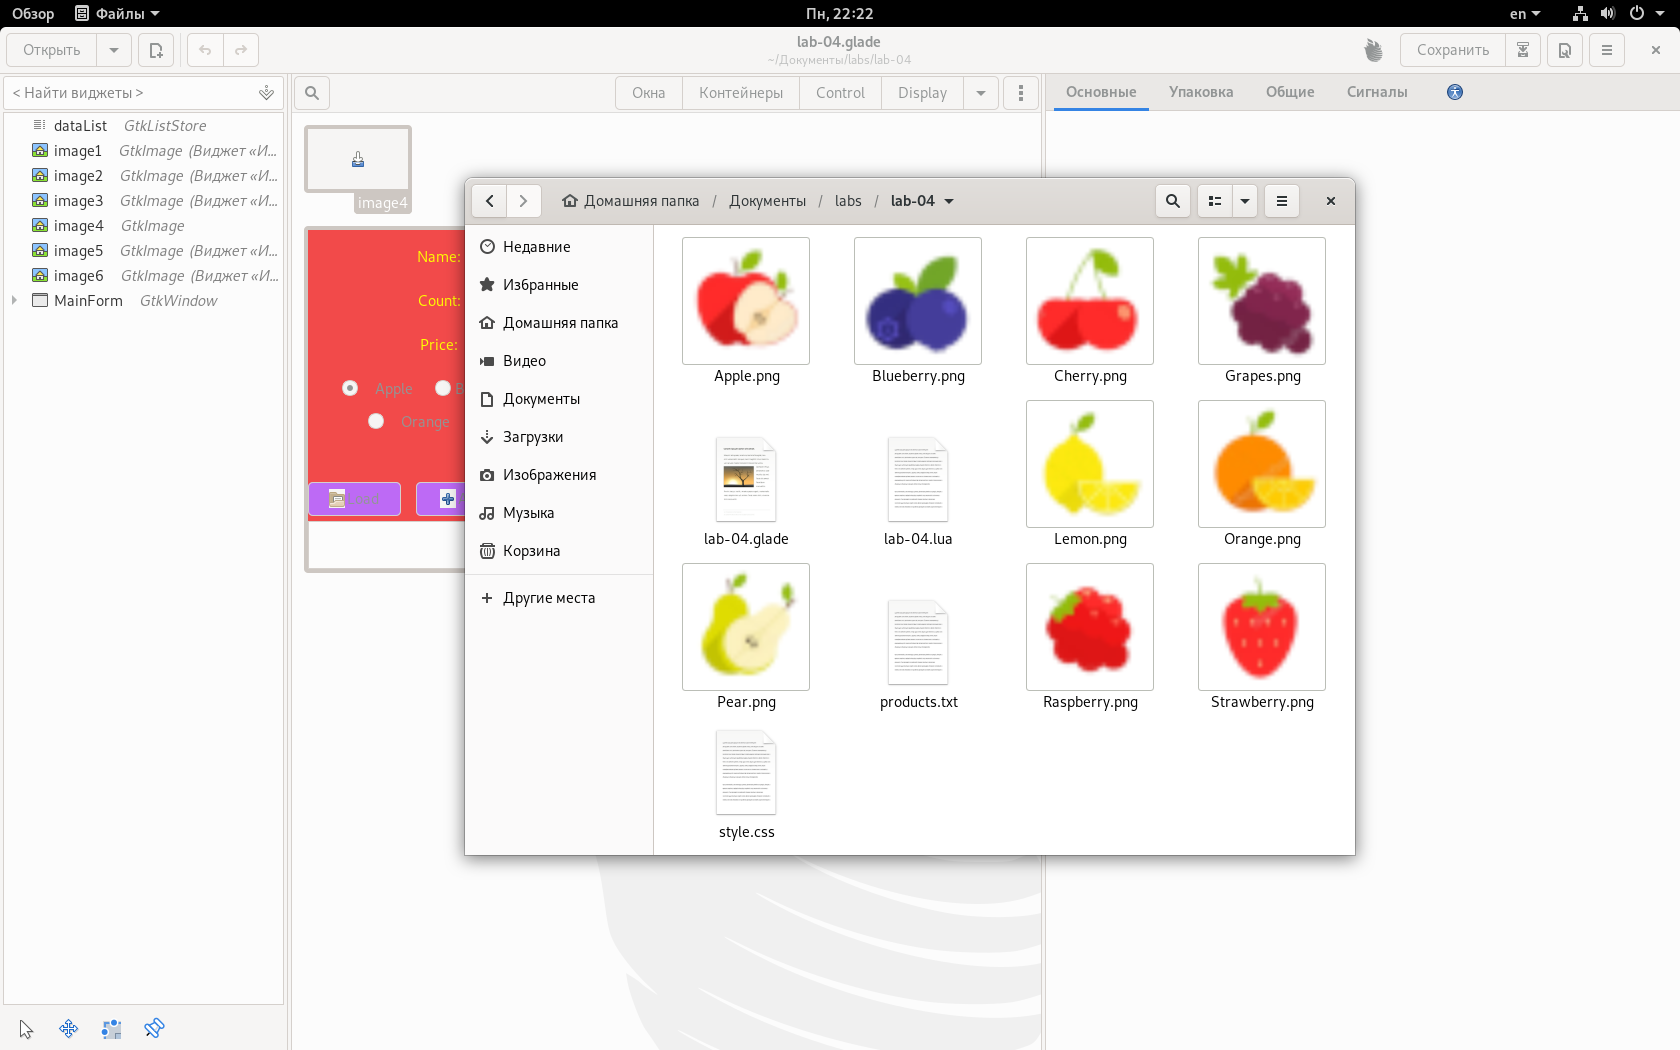 Обзор Файлы Пн, 22:22 en
Открыть lab-04.glade Сохранить
~/Документы/labs/lab-04
< Найти виджеты > Окна Контейнеры Control Display Основные Упаковка Общие Сигналы
dataList GtkListStore
image1 GtkImage (Виджет «И...
image2 GtkImage (Виджет «И...
image3 GtkImage (Виджет «И...
image4 GtkImage
image5 GtkImage (Виджет «И...
image6 GtkImage (Виджет «И...
MainForm GtkWindow
image4
Name:
Count:
Price:
Apple B
Orange
Домашняя папка / Документы / labs / lab-04
Недавние
Избранные
Домашняя папка
Видео
Документы
Загрузки
Изображения
Музыка
Корзина
Другие места
Apple.png Blueberry.png Cherry.png Grapes.png
lab-04.glade lab-04.lua Lemon.png Orange.png
Pear.png products.txt Raspberry.png Strawberry.png
style.css